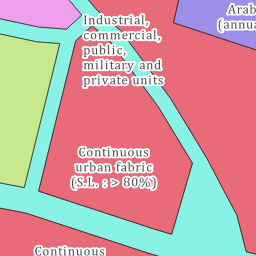 Industrial,
commercial,
public,
military and
private units
Arab
(annua
Continuous
urban fabric
(S.L. : > 80%)
Continuous